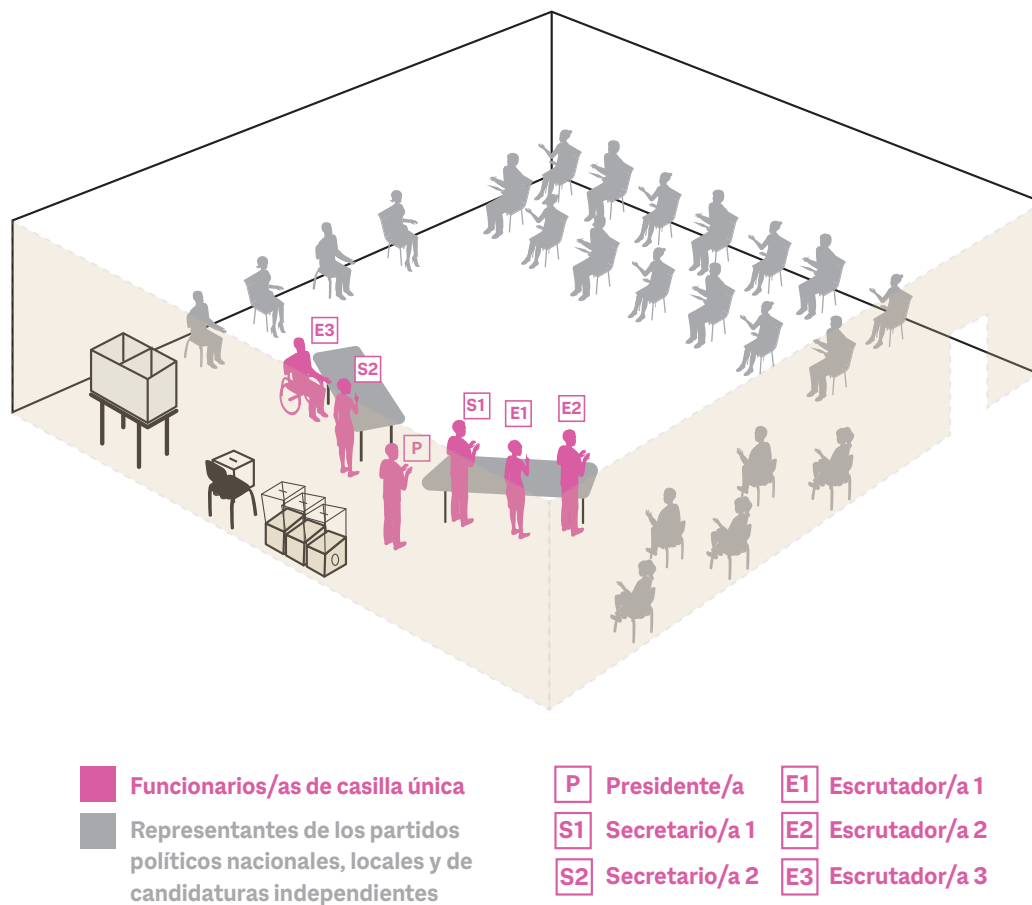 E3
S2
S1
E1
E2
P
Funcionarios/as de casilla única
Representantes de los partidos
políticos nacionales, locales y de
candidaturas independientes
P Presidente/a
S1 Secretario/a 1
S2 Secretario/a 2
E1 Escrutador/a 1
E2 Escrutador/a 2
E3 Escrutador/a 3